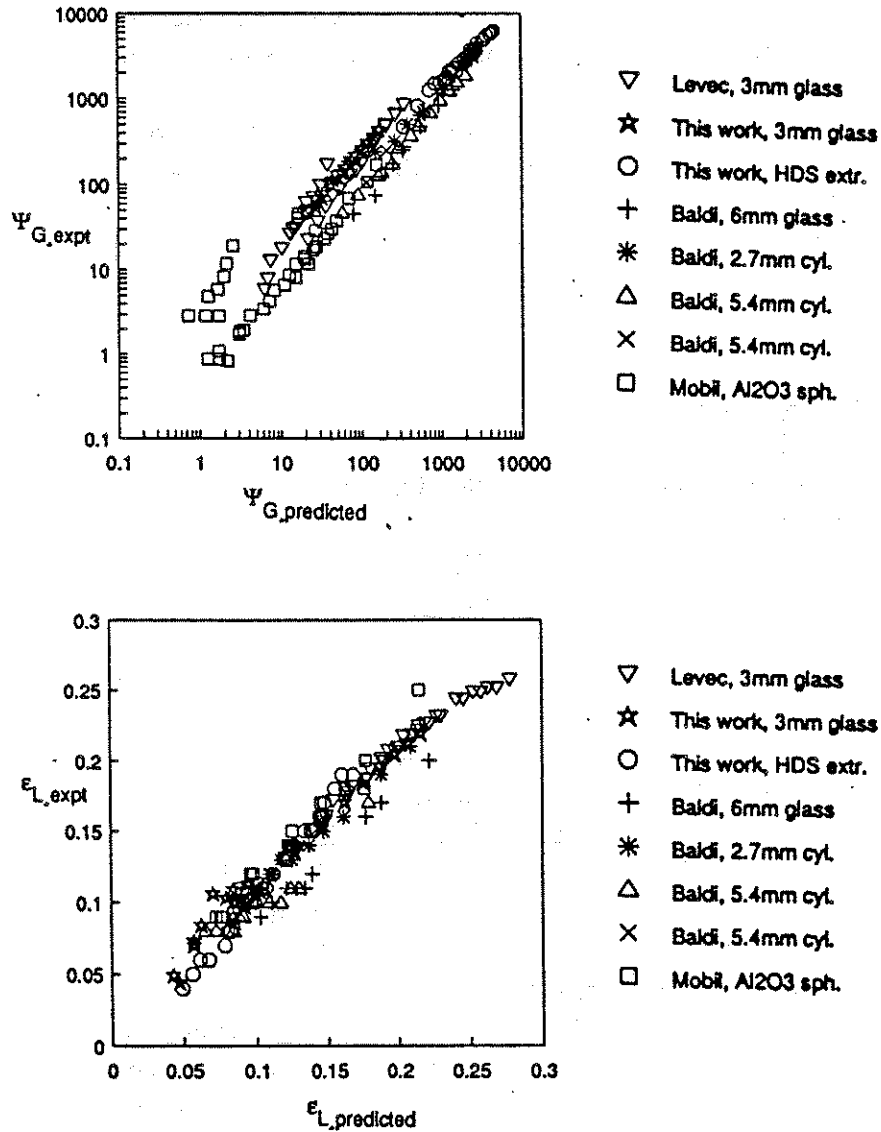 10000
1000
100
10
1
0.1
Ψ G,expt
0.1 1 10 100 1000 10000
Ψ G,predicted
Levec, 3mm glass
This work, 3mm glass
This work, HDS extr.
Baldi, 6mm glass
Baldi, 2.7mm cyl.
Baldi, 5.4mm cyl.
Baldi, 5.4mm cyl.
Mobil, Al2O3 sph.
0.3
0.25
0.2
0.15
0.1
0.05
0
ε L,expt
0 0.05 0.1 0.15 0.2 0.25 0.3
ε L,predicted
Levec, 3mm glass
This work, 3mm glass
This work, HDS extr.
Baldi, 6mm glass
Baldi, 2.7mm cyl.
Baldi, 5.4mm cyl.
Baldi, 5.4mm cyl.
Mobil, Al2O3 sph.